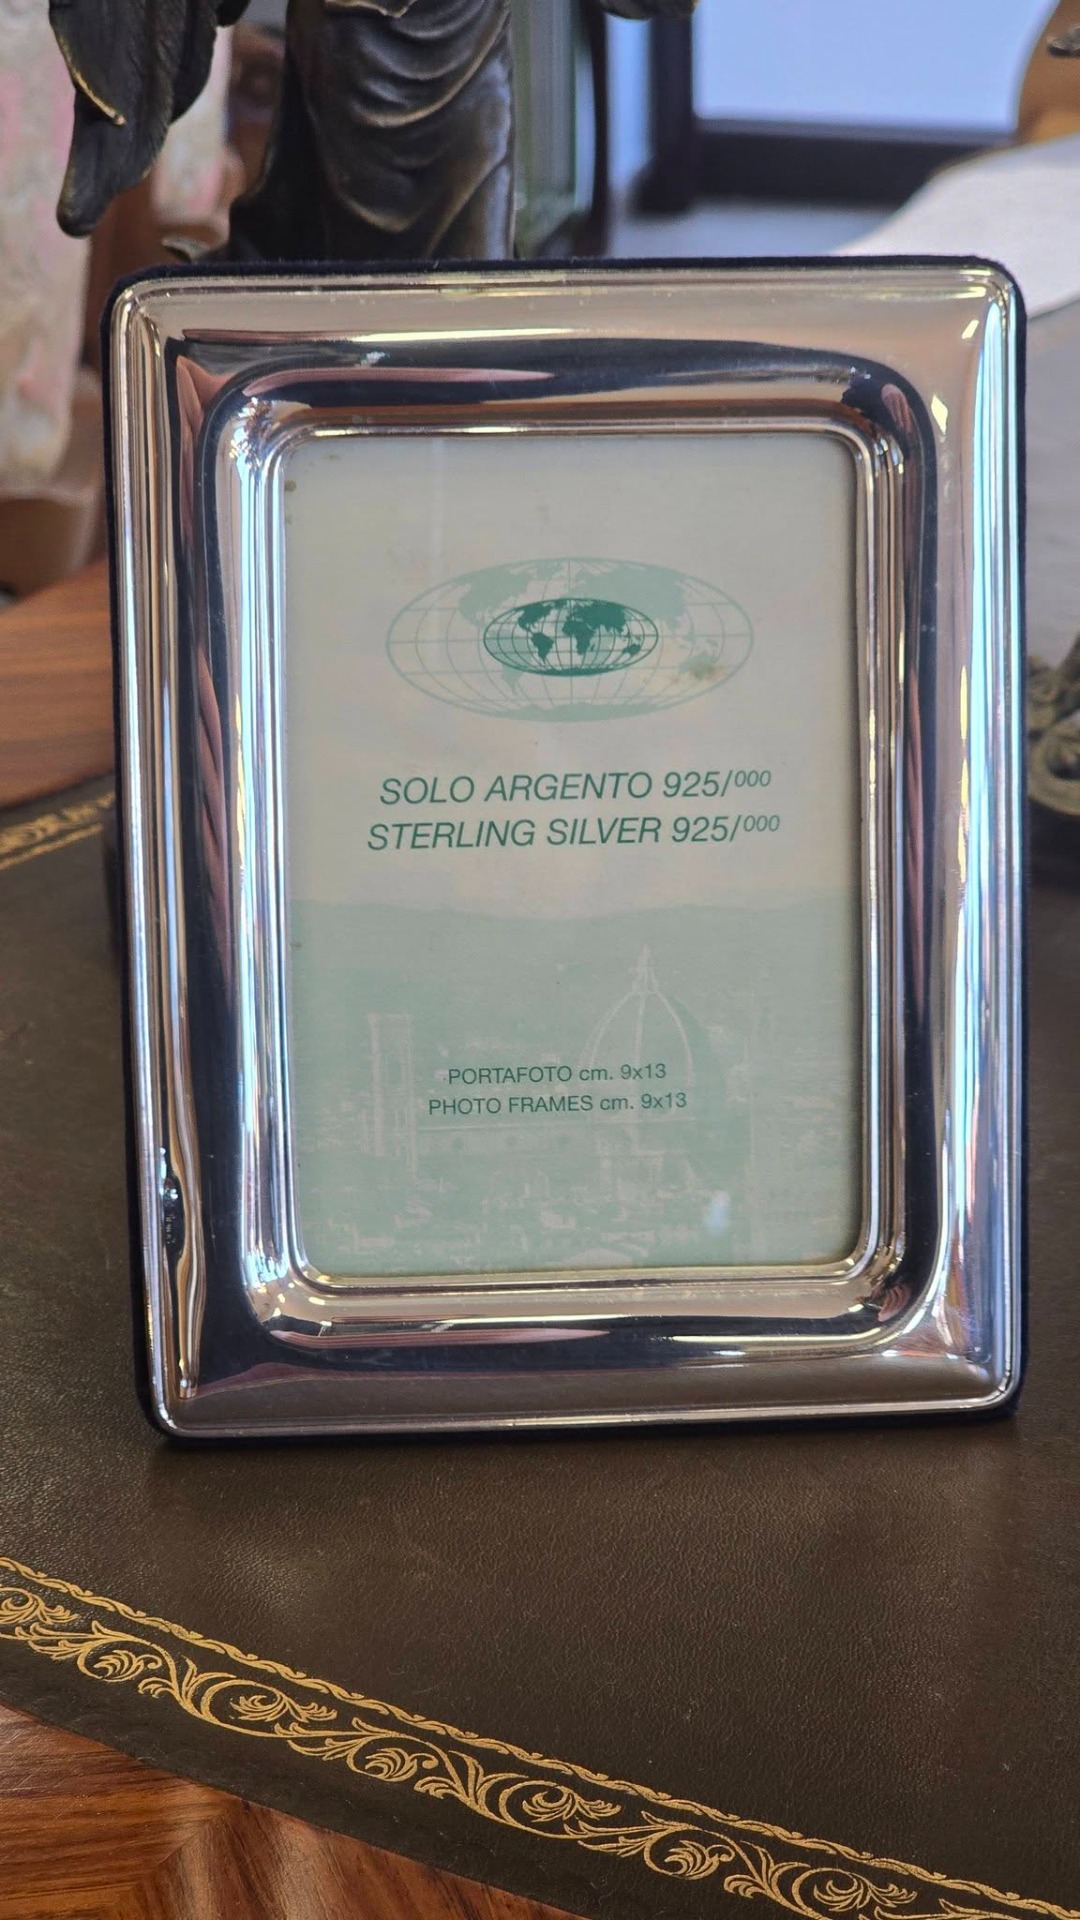 SOLO ARGENTO 925/000
STERLING SILVER 925/000
PORTAFOTO cm. 9x13
PHOTO FRAMES cm. 9x13